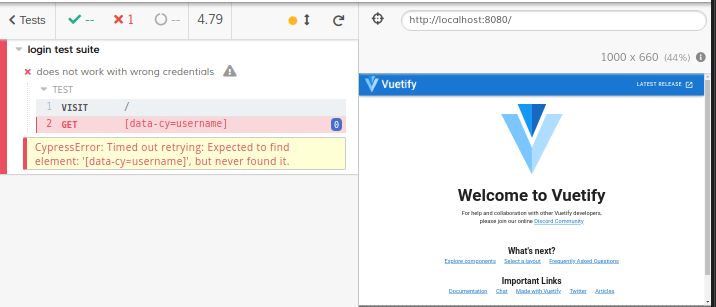 < Tests
✔ -- ✖ 1 -- 4.79
http://localhost:8080/
1000 x 660 (44%)
login test suite
does not work with wrong credentials
TEST
1 VISIT /
2 GET [data-cy=username] 0
CypressError: Timed out retrying: Expected to find
element: '[data-cy=username]', but never found it.
Vuetify
LATEST RELEASE
Welcome to Vuetify
For help and collaboration with other Vuetify developers,
please join our online Discord Community
What's next?
Explore components Select a layout Frequently Asked Questions
Important Links
Documentation Chat Made with Vuetify Twitter Articles